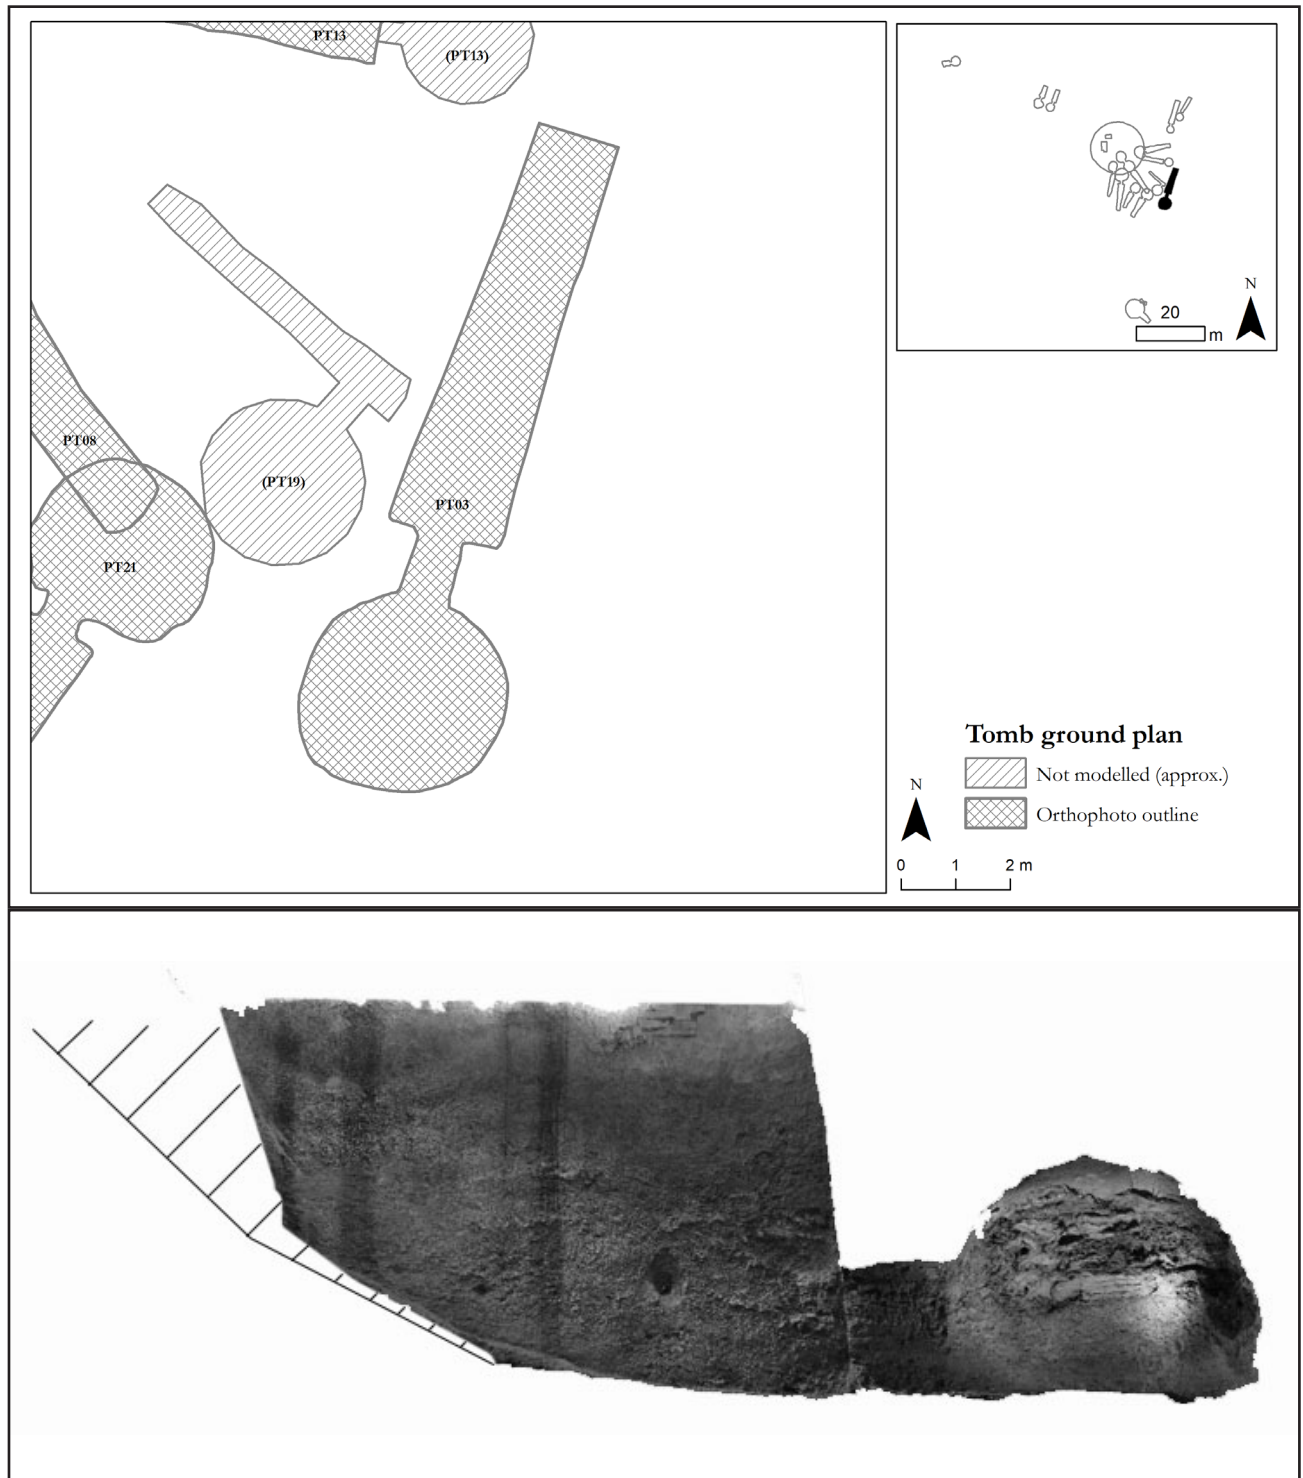 PT13
(PT13)
PT08
(PT19)
PT03
PT21
N
20
m
Tomb ground plan
N
Not modelled (approx.)
Orthophoto outline
0 1 2 m